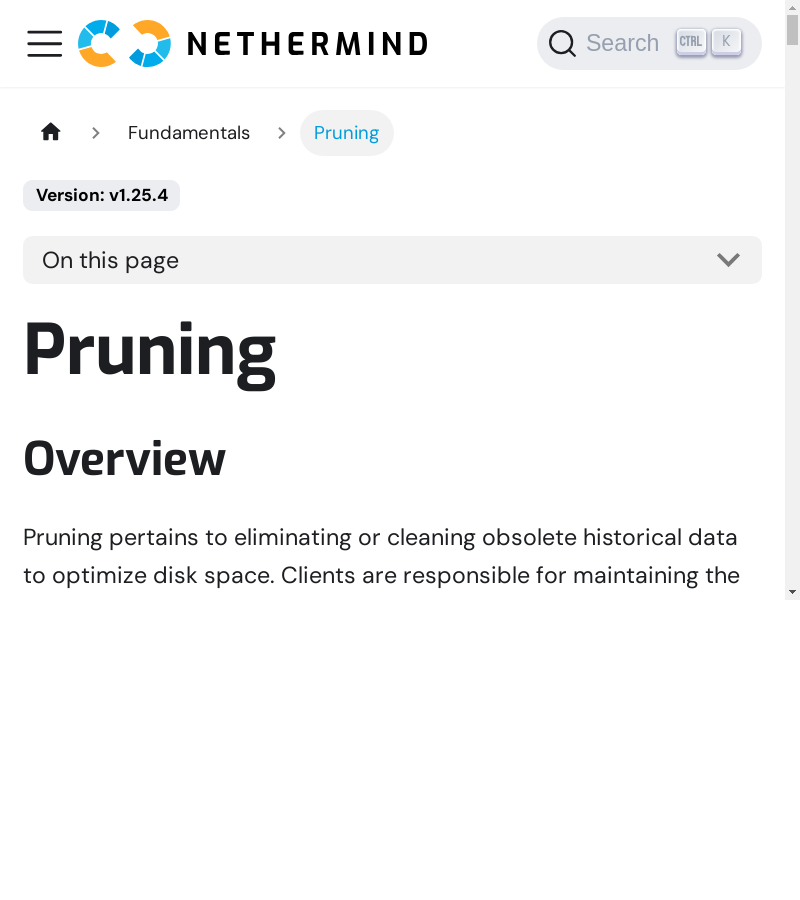 NETHERMIND
Search CTRL K
Fundamentals Pruning
Version: v1.25.4
On this page
Pruning
Overview
Pruning pertains to eliminating or cleaning obsolete historical data
to optimize disk space. Clients are responsible for maintaining the